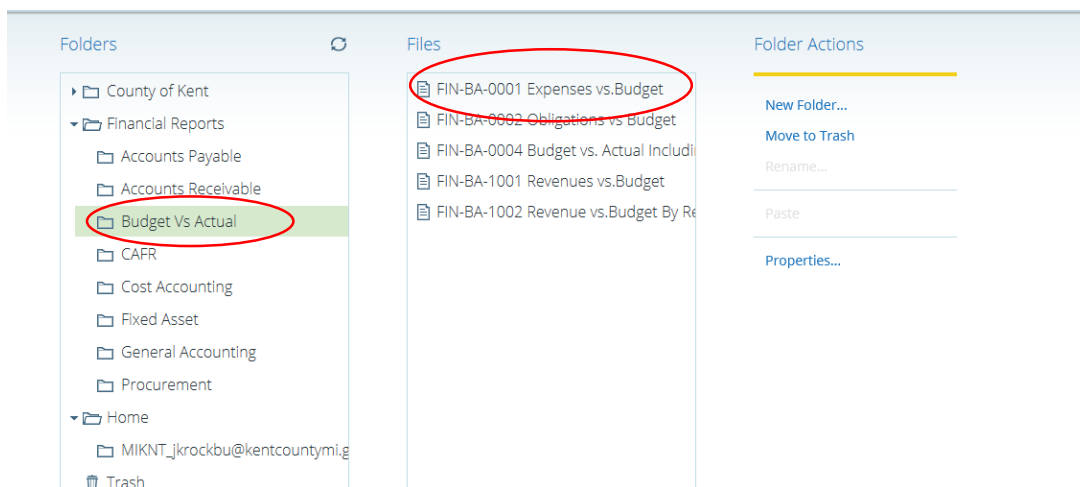 Folders
County of Kent
Financial Reports
Accounts Payable
Accounts Receivable
Budget Vs Actual
CAFR
Cost Accounting
Fixed Asset
General Accounting
Procurement
Home
MIKNT_jkrockbu@kentcountymi.g
Trash
Files
FIN-BA-0001 Expenses vs.Budget
FIN-BA-0002 Obligations vs Budget
FIN-BA-0004 Budget vs. Actual Includi
FIN-BA-1001 Revenues vs.Budget
FIN-BA-1002 Revenue vs.Budget By Re
Folder Actions
New Folder...
Move to Trash
Rename...
Paste
Properties...